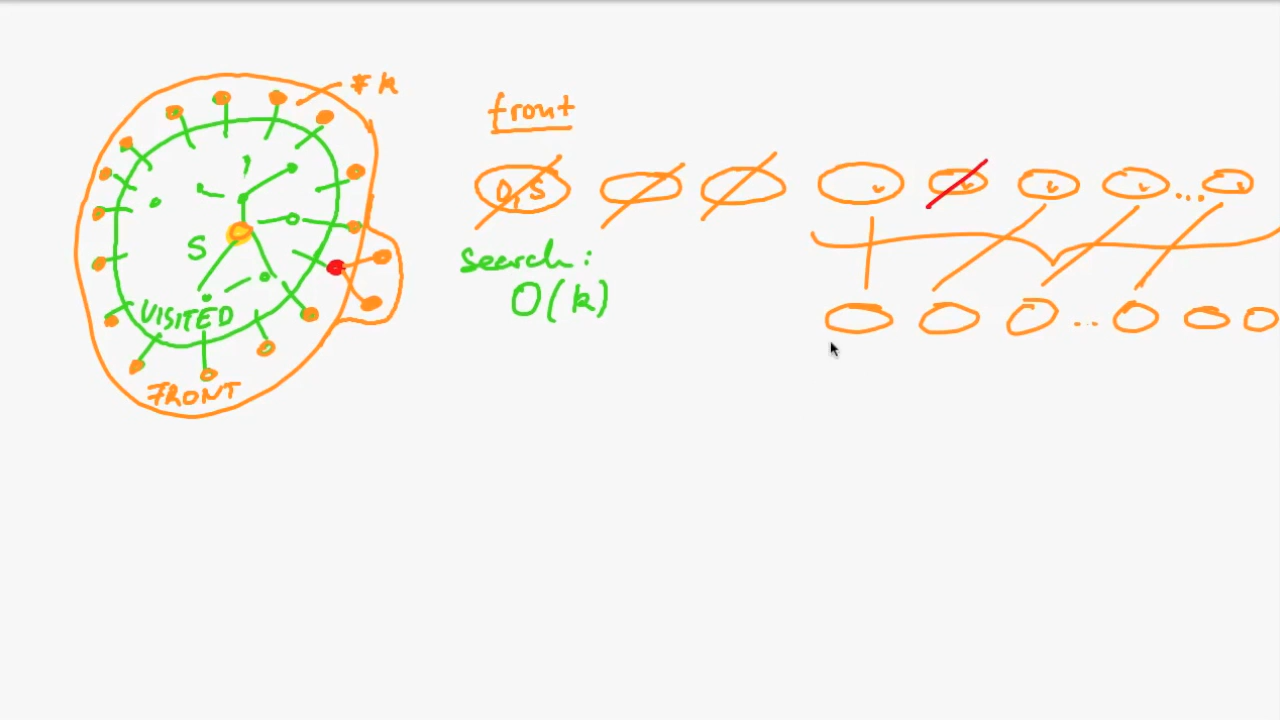 # k
front
0, S
S
search:
O(k)
VISITED
FRONT
...
...